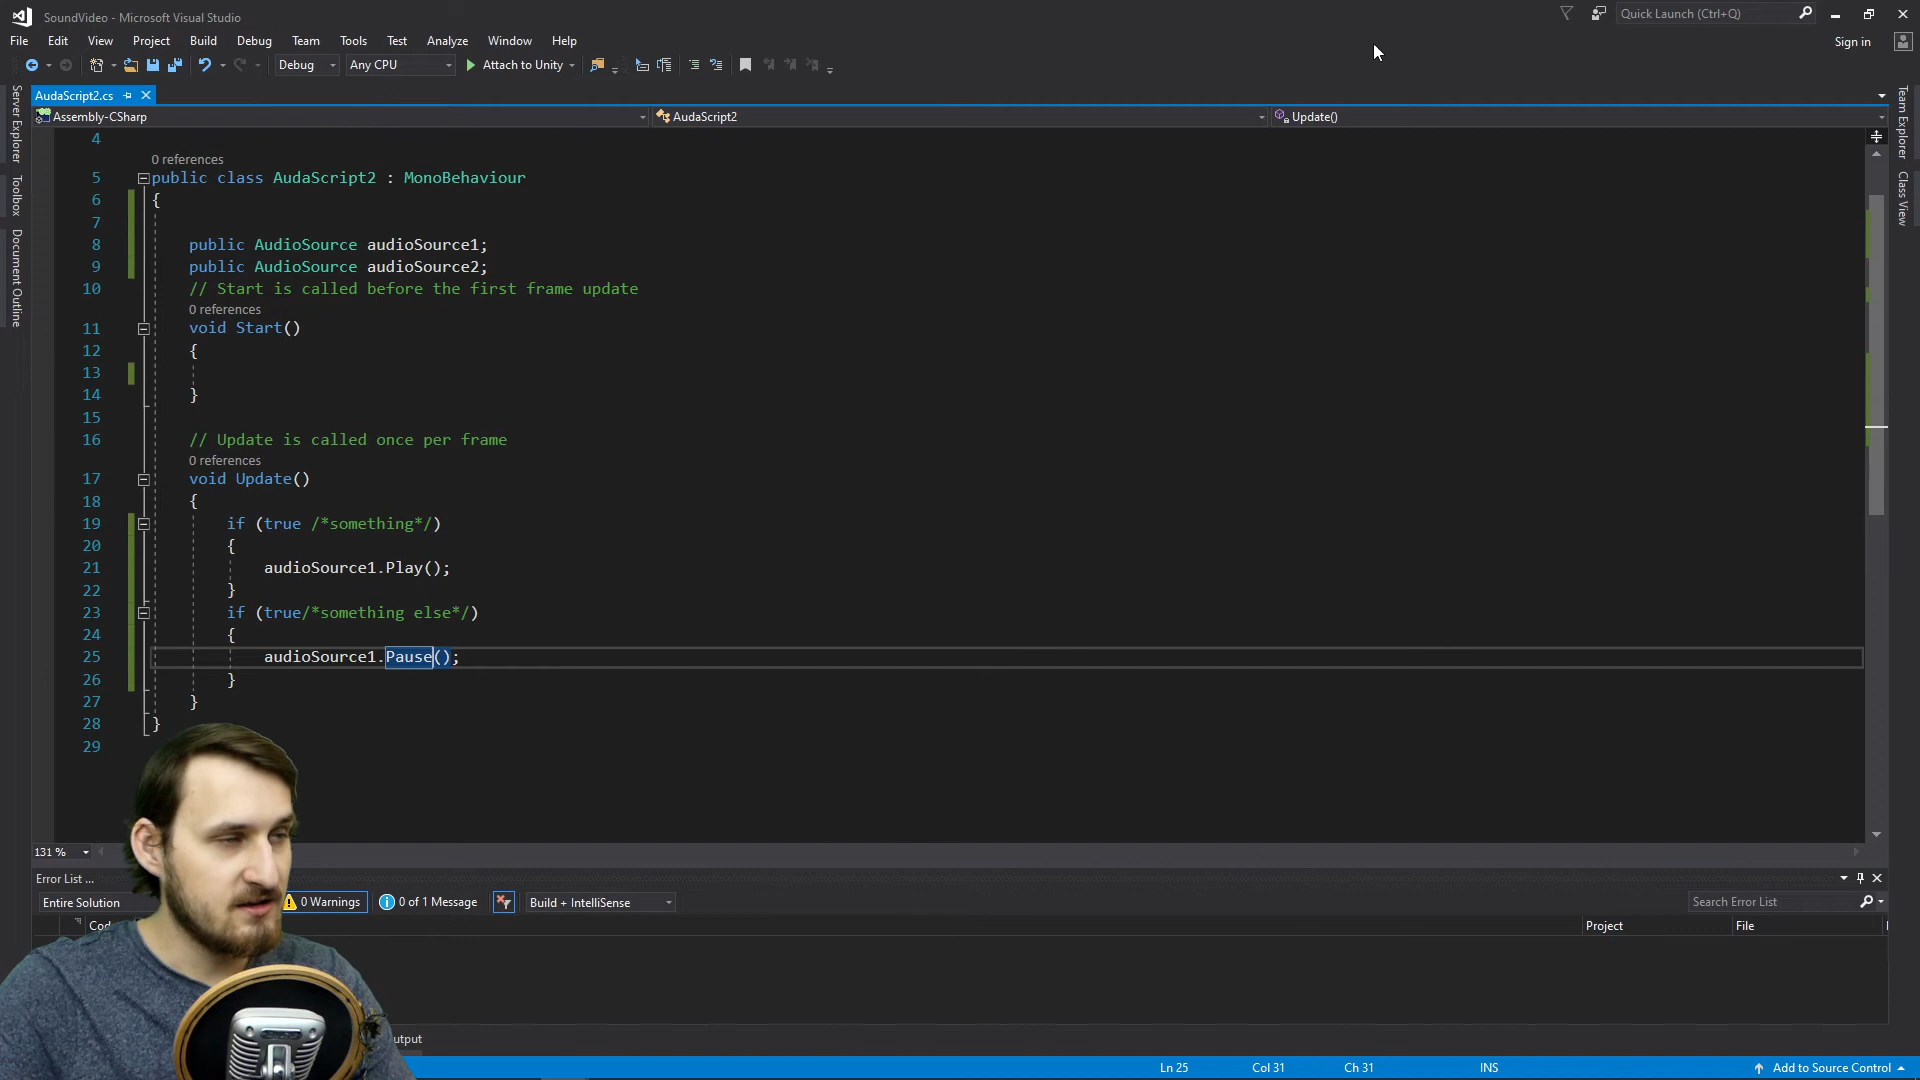 SoundVideo - Microsoft Visual Studio
Quick Launch (Ctrl+Q)
File Edit View Project Build Debug Team Tools Test Analyze Window Help
Sign in
Debug Any CPU Attach to Unity
AudaScript2.cs
Assembly-CSharp AudaScript2 Update()
Server Explorer
Toolbox
Document Outline
Team Explorer
Class View
4
0 references
5 public class AudaScript2 : MonoBehaviour
6 {
7
8 public AudioSource audioSource1;
9 public AudioSource audioSource2;
10 // Start is called before the first frame update
0 references
11 void Start()
12 {
13
14 }
15
16 // Update is called once per frame
0 references
17 void Update()
18 {
19 if (true /*something*/)
20 {
21 audioSource1.Play();
22 }
23 if (true/*something else*/)
24 {
25 audioSource1.Pause();
26 }
27 }
28 }
29
131 %
Error List ...
Entire Solution 0 Warnings 0 of 1 Message Build + IntelliSense Search Error List
Project File
Ln 25 Col 31 Ch 31 INS Add to Source Control